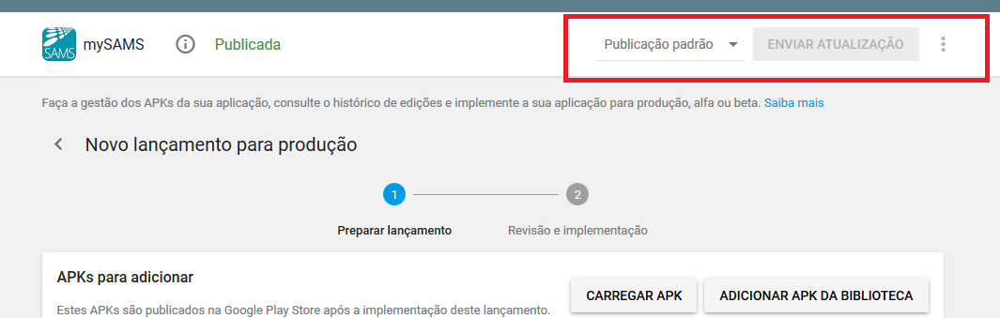 SAMS
mySAMS
Publicada
Publicação padrão
ENVIAR ATUALIZAÇÃO
Faça a gestão dos APKs da sua aplicação, consulte o histórico de edições e implemente a sua aplicação para produção, alfa ou beta. Saiba mais
Novo lançamento para produção
1
2
Preparar lançamento
Revisão e implementação
APKs para adicionar
CARREGAR APK
ADICIONAR APK DA BIBLIOTECA
Estes APKs são publicados na Google Play Store após a implementação deste lançamento.